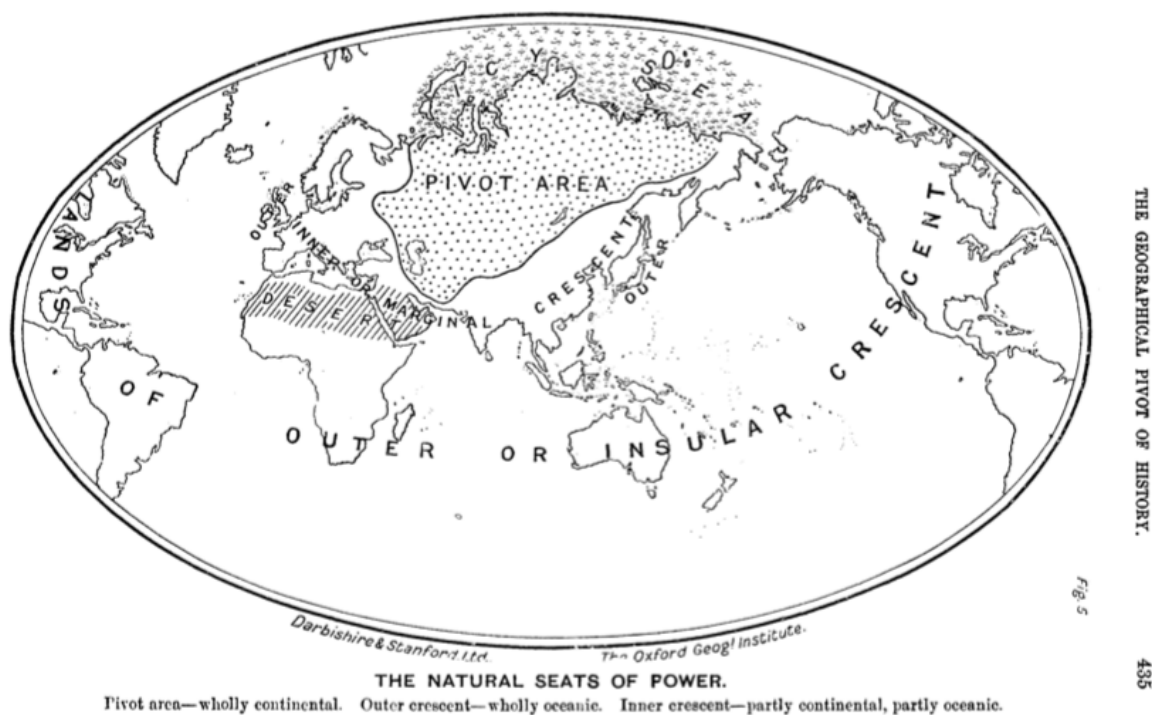 ICY SEA
PIVOT AREA
LANDS
OF
OUTER
INNER OR MARGINAL
CRESCENT
OUTER
DESERT
OUTER OR INSULAR CRESCENT
Darbishire & Stanford. Ltd.
The Oxford Geogl Institute.
THE NATURAL SEATS OF POWER.
Pivot area—wholly continental. Outer crescent—wholly oceanic. Inner crescent—partly continental, partly oceanic.
THE GEOGRAPHICAL PIVOT OF HISTORY.
Fig. 5
435